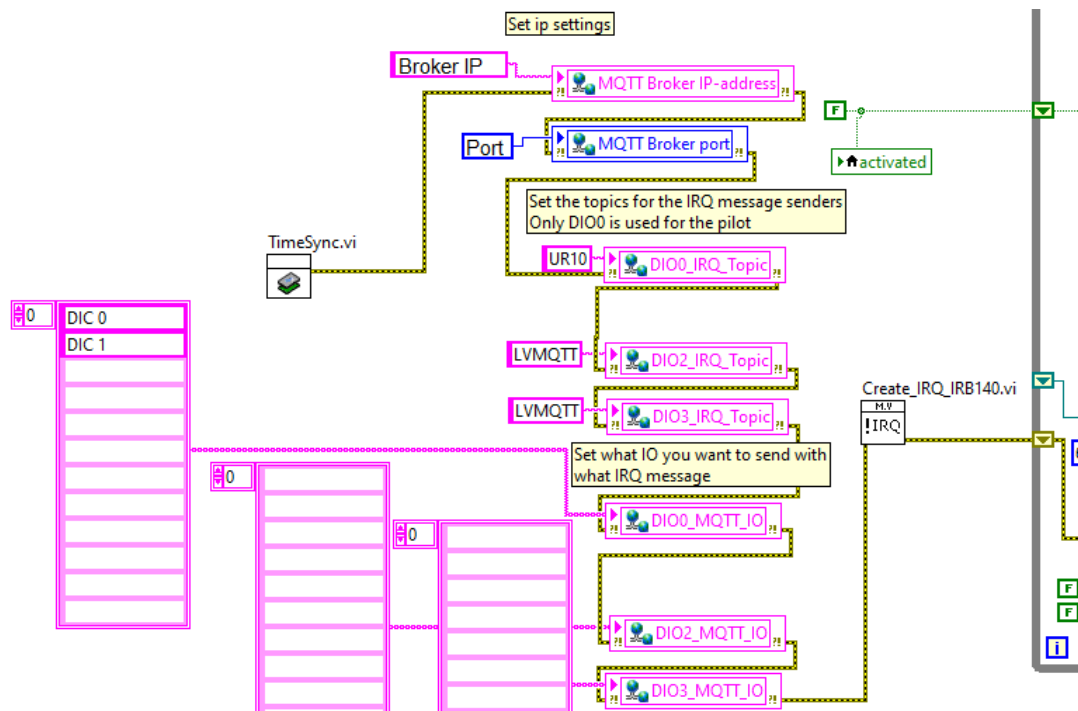 Set ip settings
Broker IP
MQTT Broker IP-address
Port
MQTT Broker port
F
activated
Set the topics for the IRQ message senders
Only DIO0 is used for the pilot
TimeSync.vi
UR10
DIO0_IRQ_Topic
0
DIC 0
DIC 1
LVMQTT
DIO2_IRQ_Topic
LVMQTT
DIO3_IRQ_Topic
Create_IRQ_IRB140.vi
M.V
!IRQ
Set what IO you want to send with
what IRQ message
0
DIO0_MQTT_IO
0
DIO2_MQTT_IO
DIO3_MQTT_IO
F
F
i